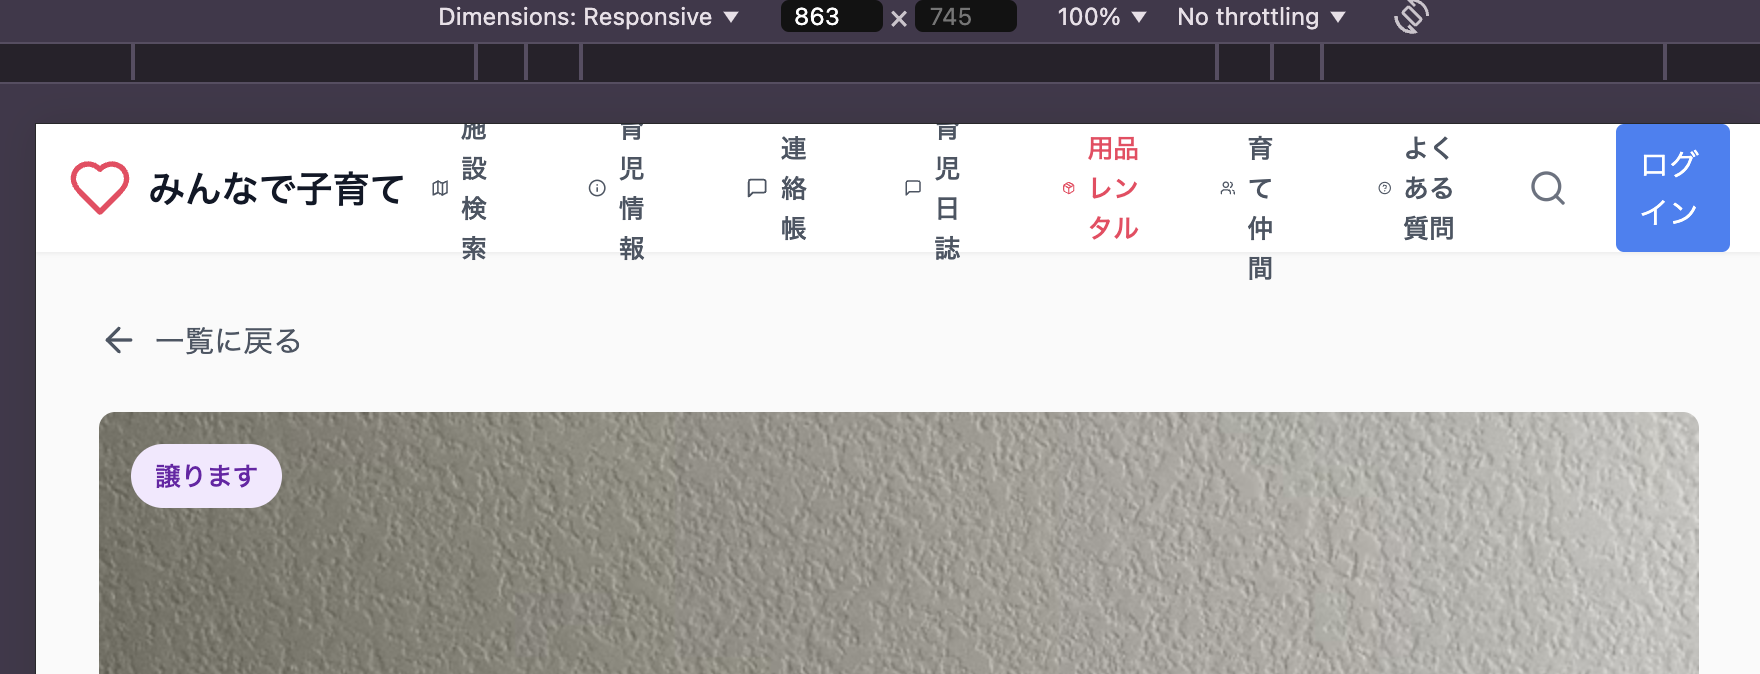 Dimensions: Responsive ▼ 863 × 745 100% ▼ No throttling ▼
みんなで子育て
施
設
検
索
育
児
情
報
連
絡
帳
育
児
日
誌
用品
レン
タル
育
て
仲
間
よく
ある
質問
ログ
イン
← 一覧に戻る
譲ります